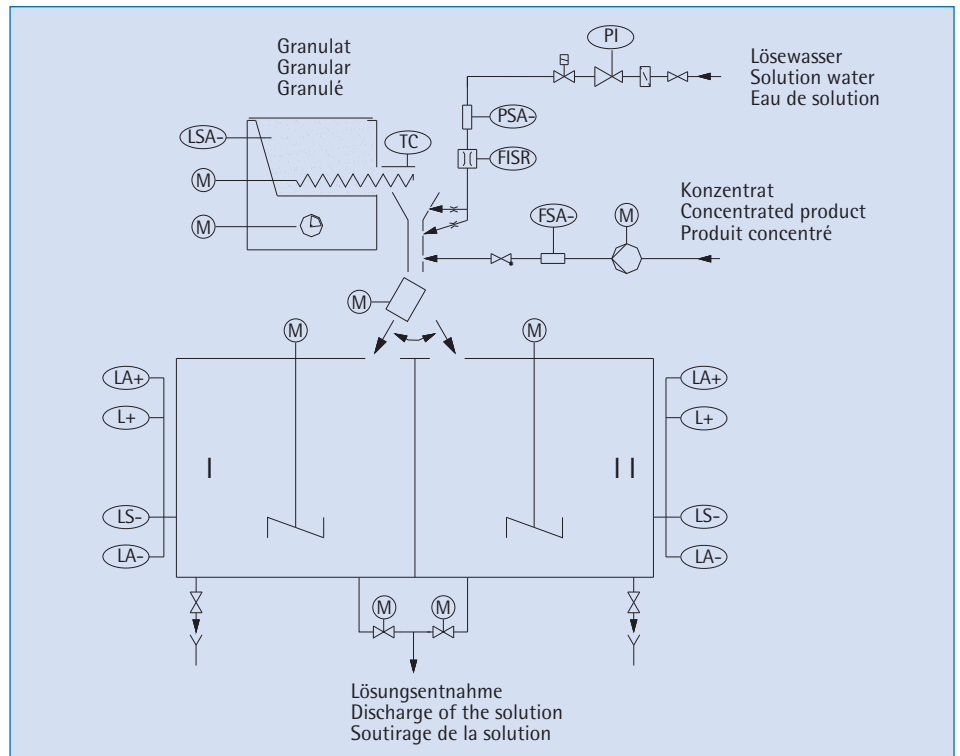 Granulat
Granular
Granulé
PI
Lösewasser
Solution water
Eau de solution
LSA-
TC
PSA-
FISR
M
M
Konzentrat
Concentrated product
Produit concentré
FSA-
M
M
M
M
LA+
L+
LS-
LA-
I
II
LA+
L+
LS-
LA-
M
M
Lösungsentnahme
Discharge of the solution
Soutirage de la solution